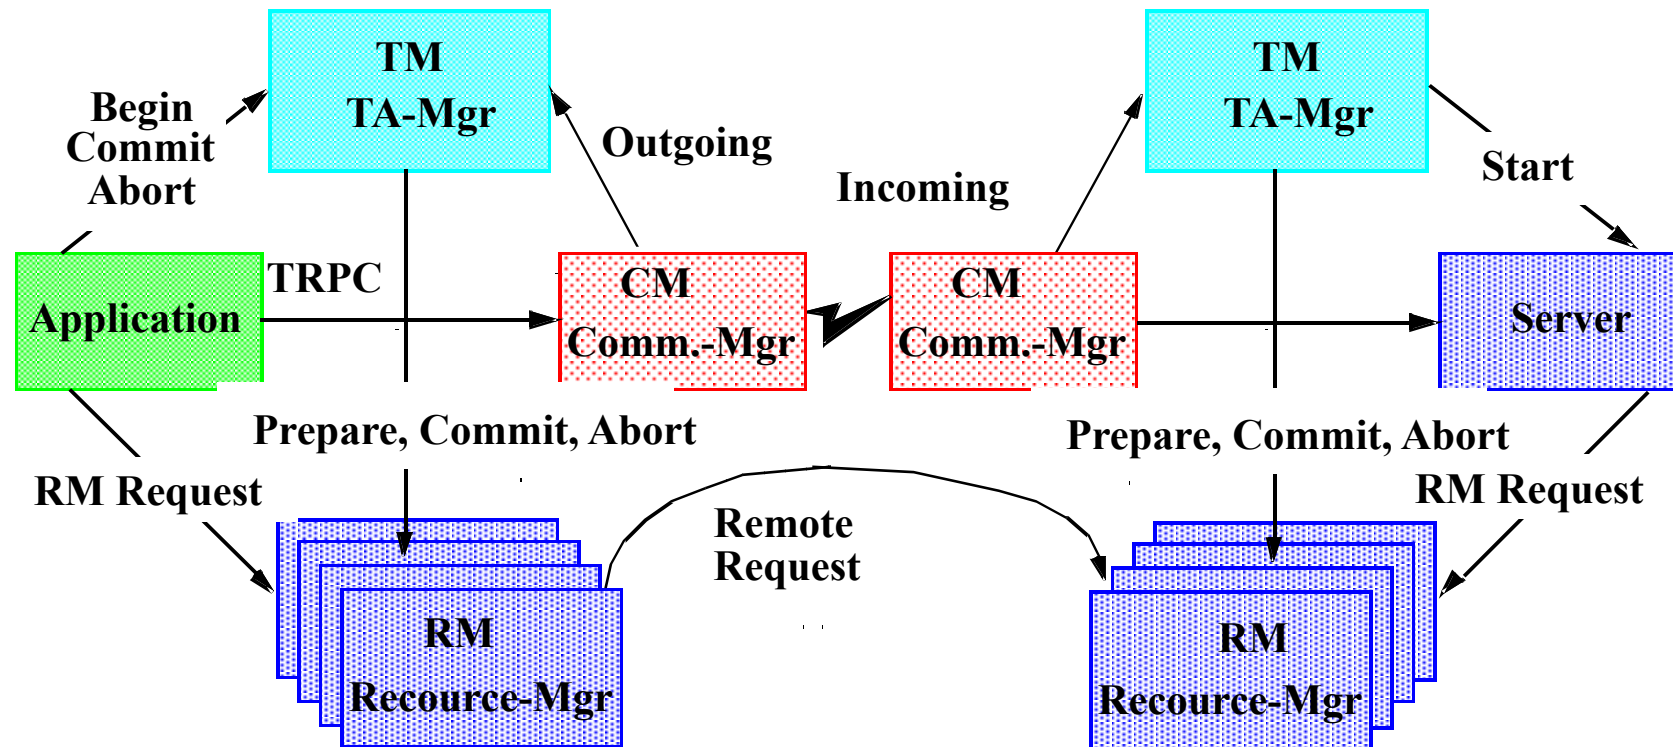 TM
TA-Mgr
TM
TA-Mgr
Begin
Commit
Abort
Outgoing
Incoming
Start
Application
TRPC
CM
Comm.-Mgr
CM
Comm.-Mgr
Server
Prepare, Commit, Abort
Prepare, Commit, Abort
RM Request
RM Request
Remote
Request
RM
Recource-Mgr
RM
Recource-Mgr